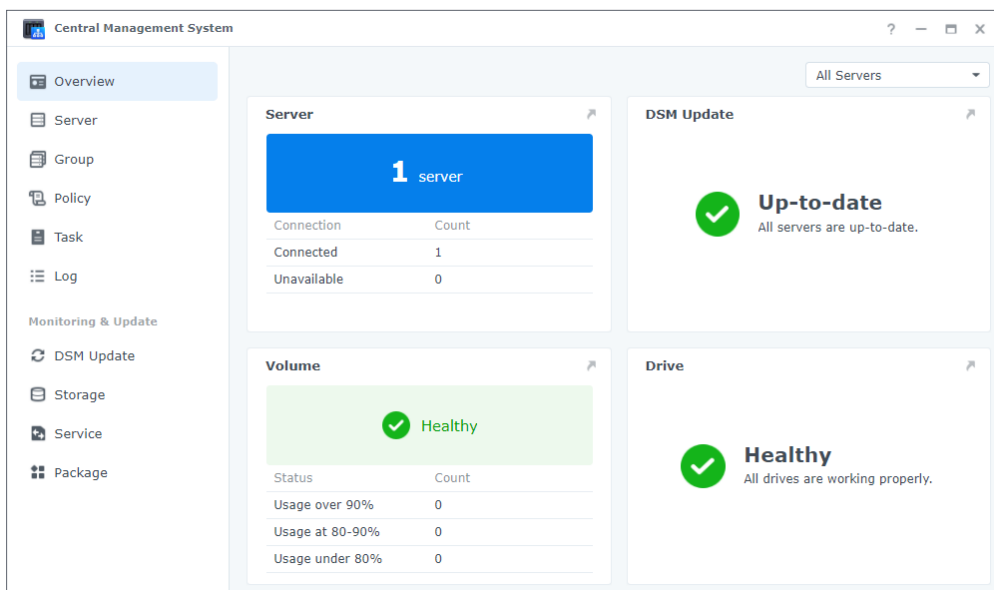 Central Management System
?
All Servers
Overview
Server
Group
Policy
Task
Log
Monitoring & Update
DSM Update
Storage
Service
Package
Server
1 server
Connection Count
Connected 1
Unavailable 0
DSM Update
Up-to-date
All servers are up-to-date.
Volume
Healthy
Status Count
Usage over 90% 0
Usage at 80-90% 0
Usage under 80% 0
Drive
Healthy
All drives are working properly.